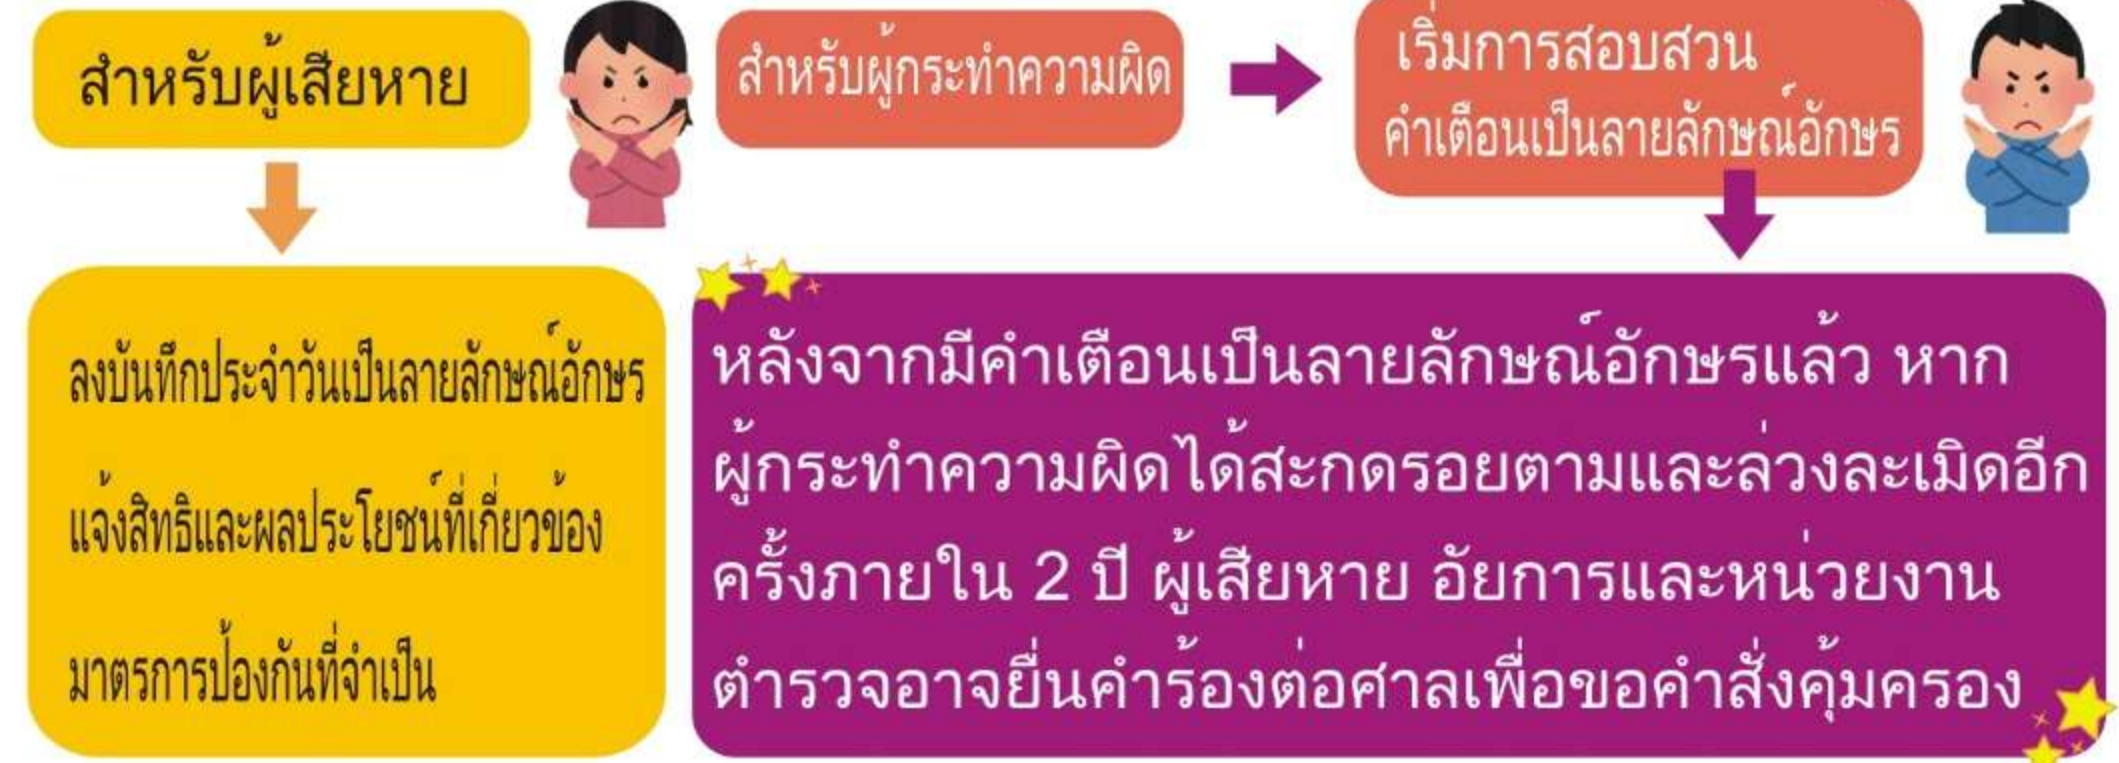 สำหรับผู้เสียหาย
ลงบันทึกประจำวันเป็นลายลักษณ์อักษร
แจ้งสิทธิและผลประโยชน์ที่เกี่ยวข้อง
มาตรการป้องกันที่จำเป็น
สำหรับผู้กระทำความผิด
เริ่มการสอบสวน
คำเตือนเป็นลายลักษณ์อักษร
หลังจากมีคำเตือนเป็นลายลักษณ์อักษรแล้ว หาก
ผู้กระทำความผิดได้สะกดรอยตามและล่วงละเมิดอีก
ครั้งภายใน 2 ปี ผู้เสียหาย อัยการและหน่วยงาน
ตำรวจอาจยื่นคำร้องต่อศาลเพื่อขอคำสั่งคุ้มครอง